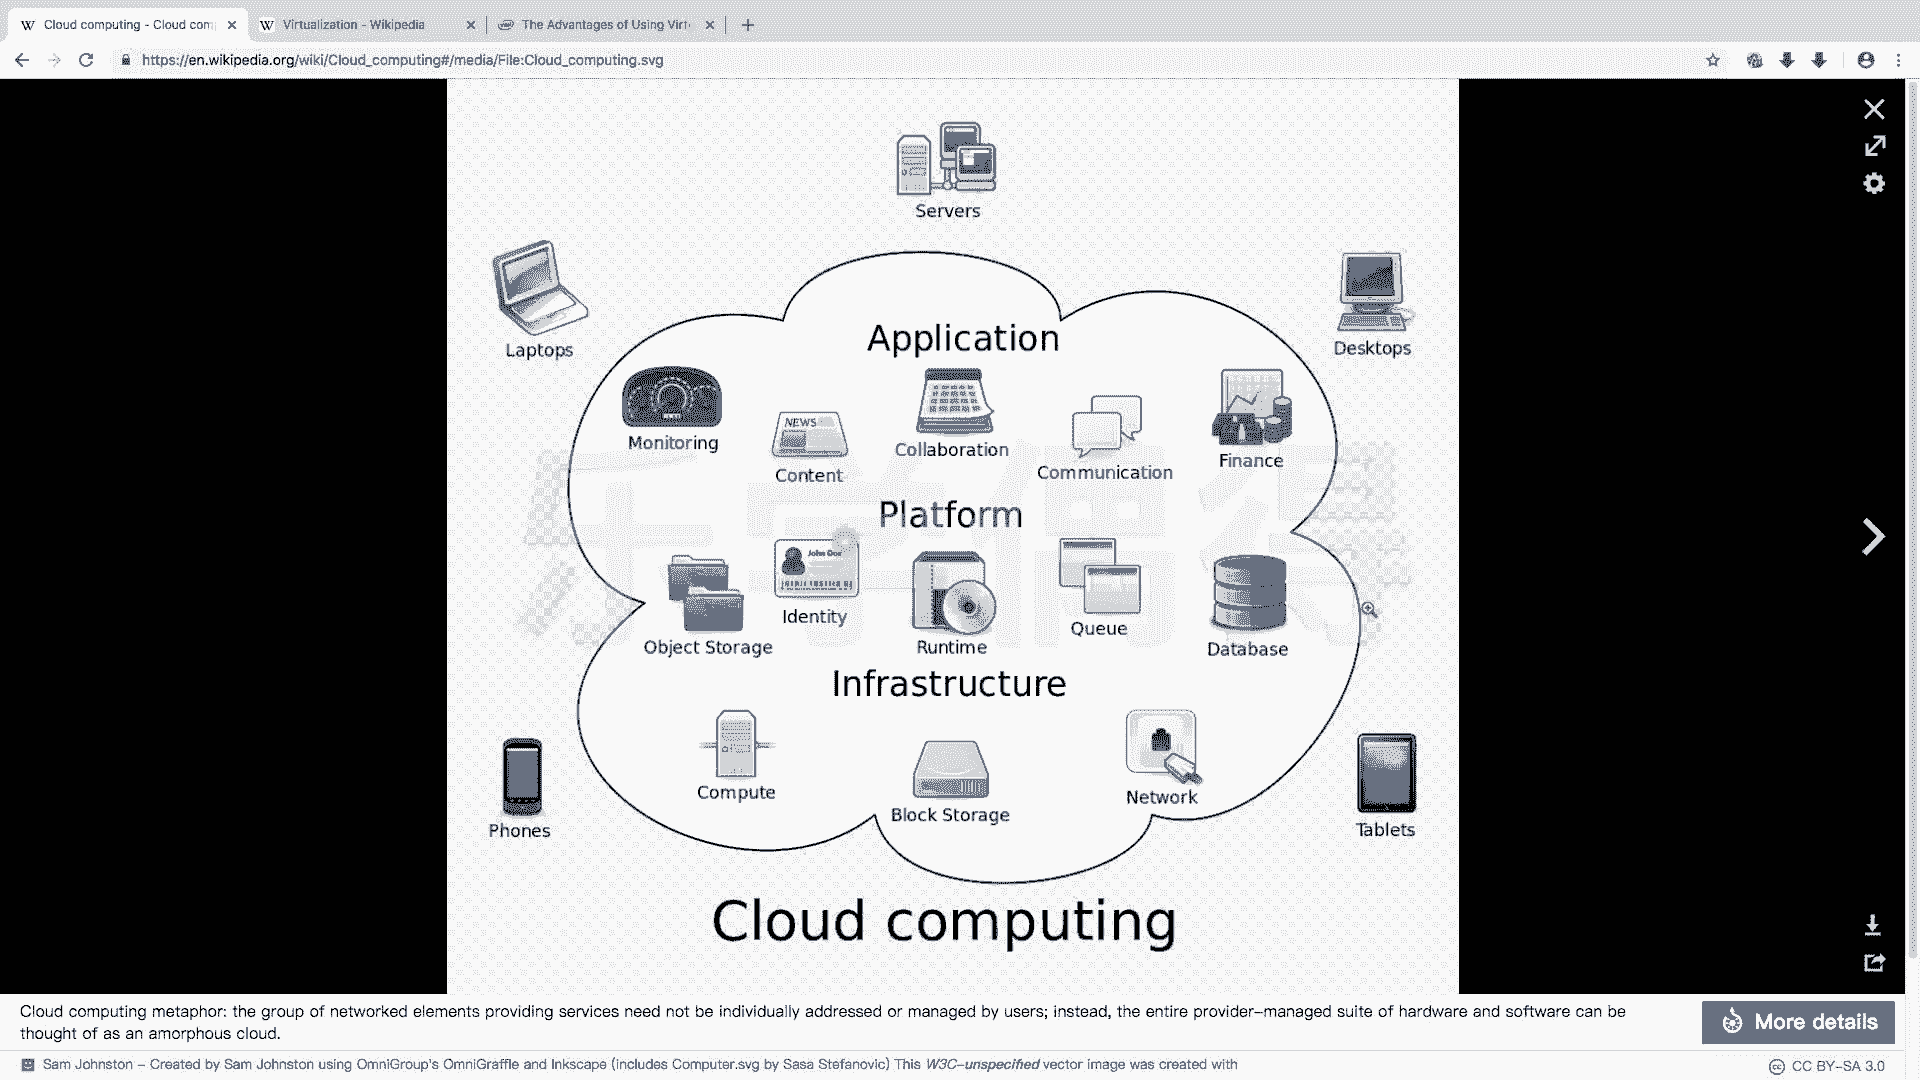 Cloud computing - Cloud com
Virtualization - Wikipedia
The Advantages of Using Virt
https://en.wikipedia.org/wiki/Cloud_computing#/media/File:Cloud_computing.svg
Servers
Laptops
Desktops
Application
Monitoring
Content
NEWS
Collaboration
Communication
Finance
Platform
Object Storage
John Doe
Identity
Runtime
Queue
Database
Infrastructure
Compute
Block Storage
Network
Phones
Tablets
Cloud computing
Cloud computing metaphor: the group of networked elements providing services need not be individually addressed or managed by users; instead, the entire provider-managed suite of hardware and software can be
thought of as an amorphous cloud.
More details
Sam Johnston – Created by Sam Johnston using OmniGroup's OmniGraffle and Inkscape (includes Computer.svg by Sasa Stefanovic) This W3C-unspecified vector image was created with
CC BY-SA 3.0